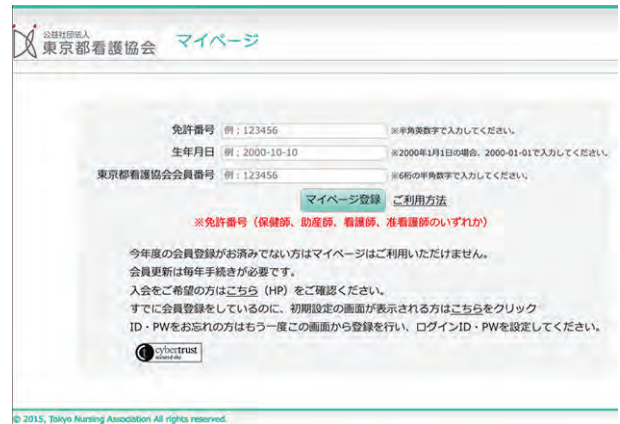 公益社団法人
東京都看護協会 マイページ
免許番号 例：123456 ※半角英数字で入力してください。
生年月日 例：2000-10-10 ※2000年1月1日の場合、2000-01-01で入力してください。
東京都看護協会会員番号 例：123456 ※6桁の半角数字で入力してください。
マイページ登録 ご利用方法
※免許番号（保健師、助産師、看護師、准看護師のいずれか）
今年度の会員登録がお済みでない方はマイページはご利用いただけません。
会員更新は毎年手続きが必要です。
入会をご希望の方はこちら（HP）をご確認ください。
すでに会員登録をしているのに、初期設定の画面が表示される方はこちらをクリック
ID・PWをお忘れの方はもう一度この画面から登録を行い、ログインID・PWを設定してください。
cybertrust
© 2015, Tokyo Nursing Association All rights reserved.